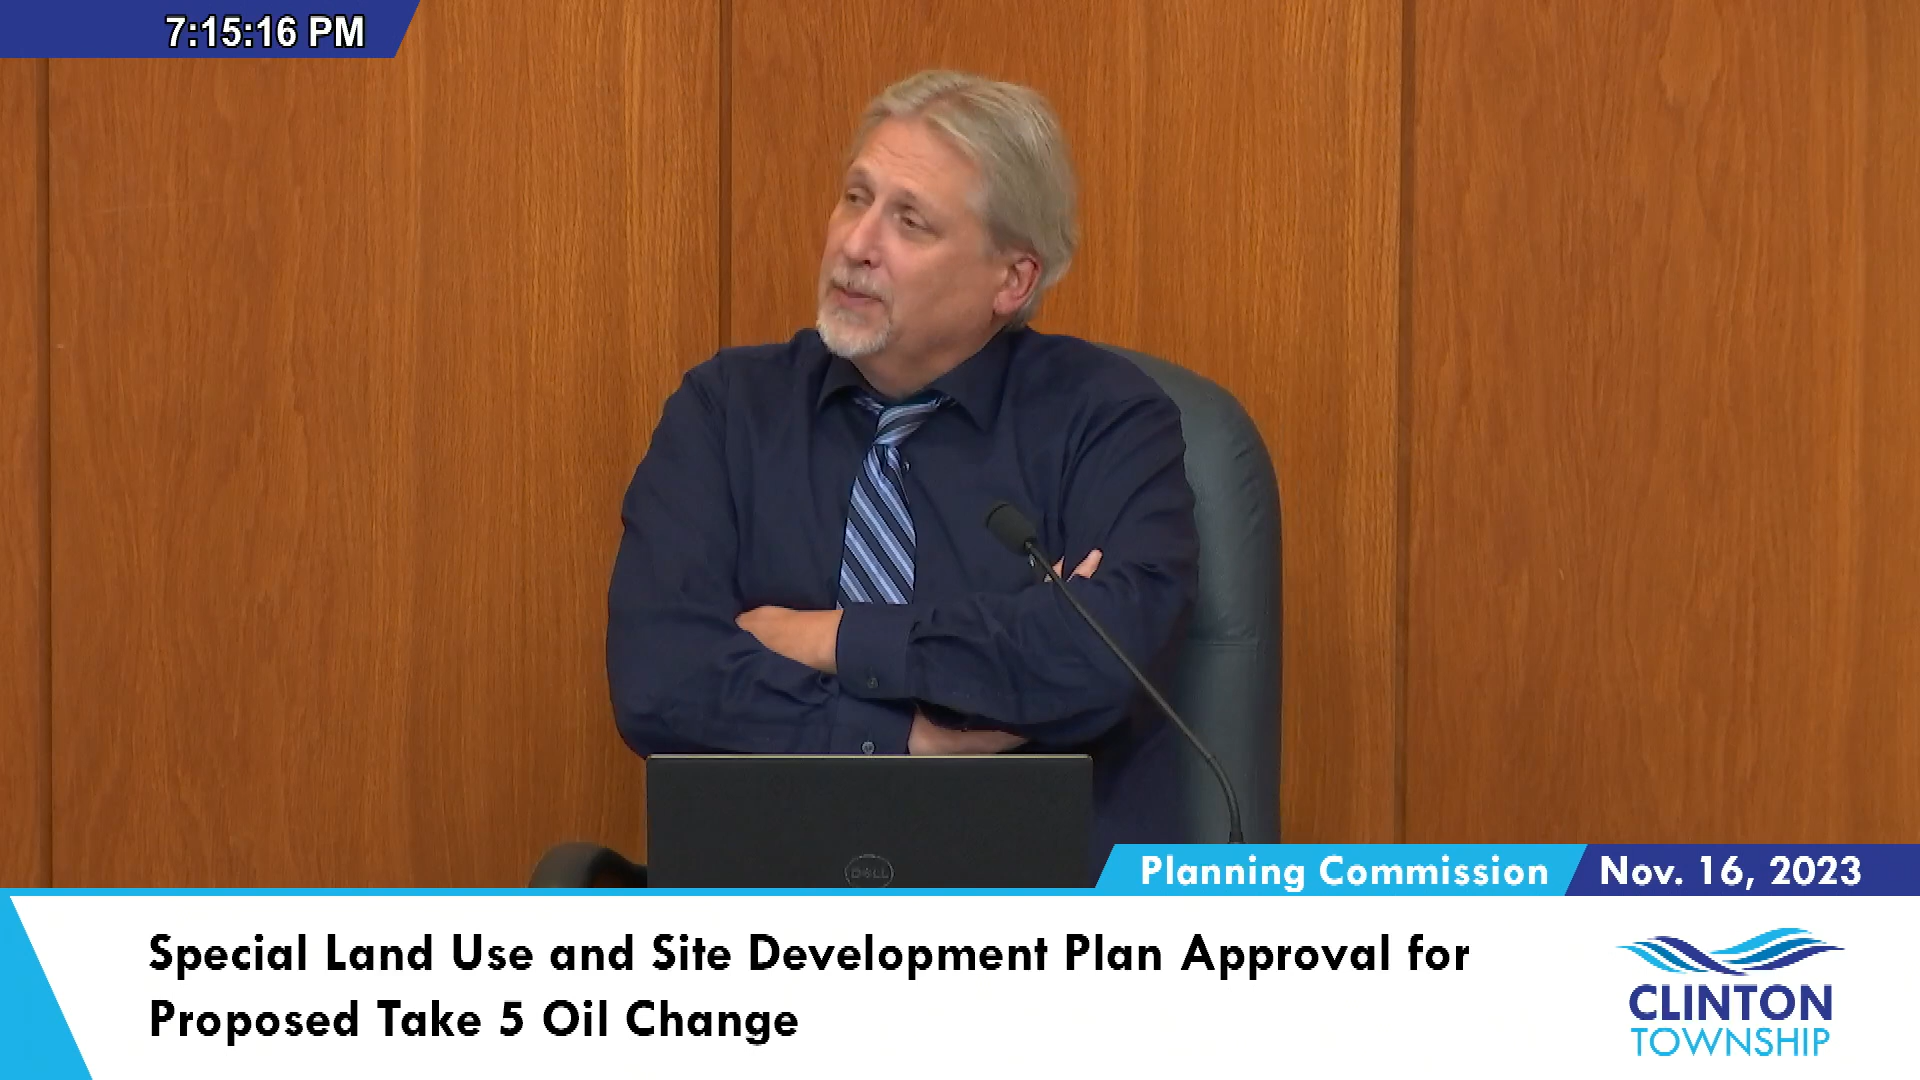 7:15:16 PM
DELL
Planning Commission
Nov. 16, 2023
Special Land Use and Site Development Plan Approval for
Proposed Take 5 Oil Change
CLINTON
TOWNSHIP